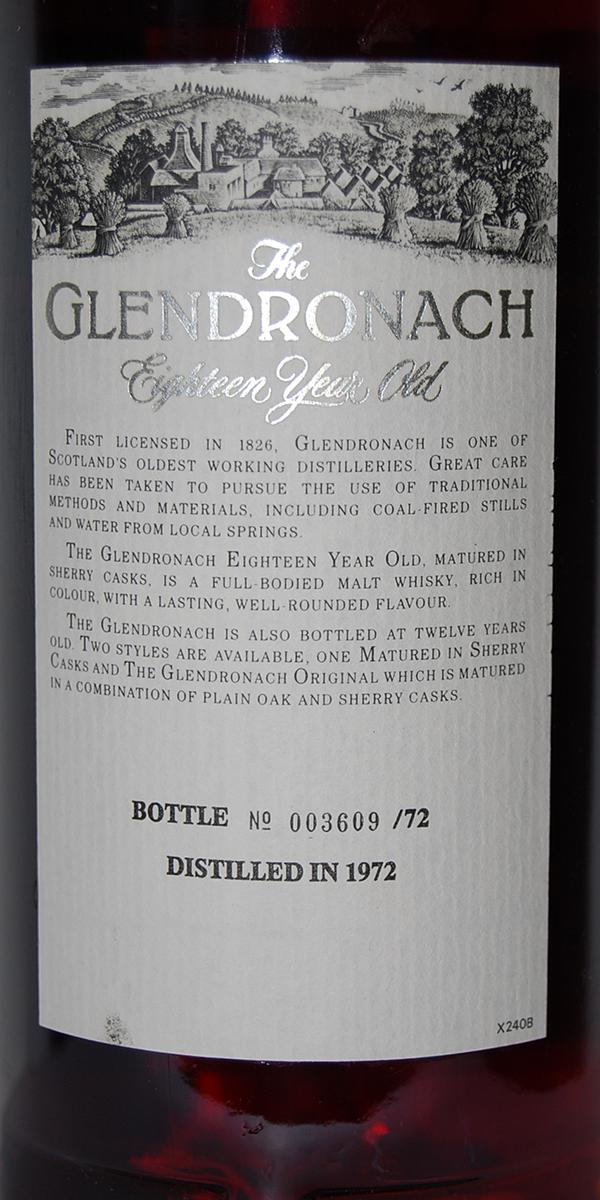 The
GLENDRONACH
Eighteen Year Old
FIRST LICENSED IN 1826, GLENDRONACH IS ONE OF
SCOTLAND'S OLDEST WORKING DISTILLERIES. GREAT CARE
HAS BEEN TAKEN TO PURSUE THE USE OF TRADITIONAL
METHODS AND MATERIALS, INCLUDING COAL-FIRED STILLS
AND WATER FROM LOCAL SPRINGS.
THE GLENDRONACH EIGHTEEN YEAR OLD, MATURED IN
SHERRY CASKS, IS A FULL-BODIED MALT WHISKY, RICH IN
COLOUR, WITH A LASTING, WELL-ROUNDED FLAVOUR.
THE GLENDRONACH IS ALSO BOTTLED AT TWELVE YEARS
OLD. TWO STYLES ARE AVAILABLE, ONE MATURED IN SHERRY
CASKS AND THE GLENDRONACH ORIGINAL WHICH IS MATURED
IN A COMBINATION OF PLAIN OAK AND SHERRY CASKS.
BOTTLE Nº 003609 /72
DISTILLED IN 1972
X240B